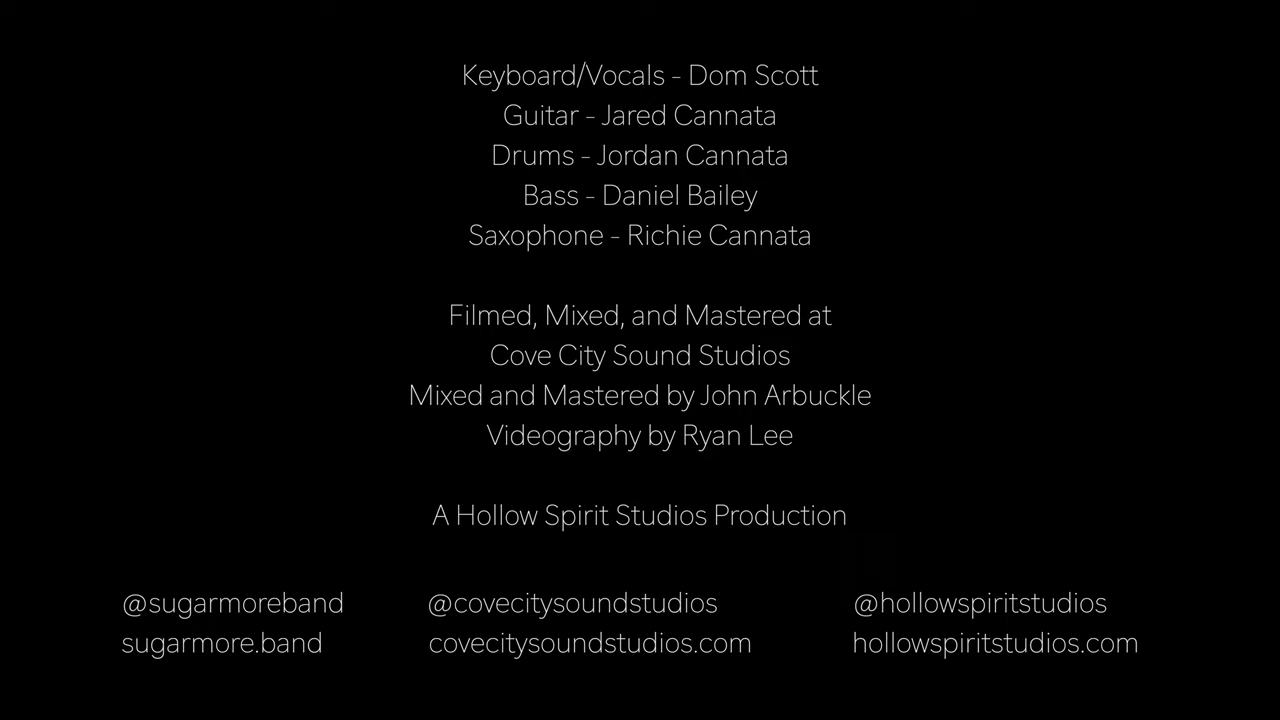 Keyboard/Vocals - Dom Scott
Guitar - Jared Cannata
Drums - Jordan Cannata
Bass - Daniel Bailey
Saxophone - Richie Cannata
Filmed, Mixed, and Mastered at
Cove City Sound Studios
Mixed and Mastered by John Arbuckle
Videography by Ryan Lee
A Hollow Spirit Studios Production
@sugarmoreband
sugarmore.band
@covecitysoundstudios
covecitysoundstudios.com
@hollowspiritstudios
hollowspiritstudios.com